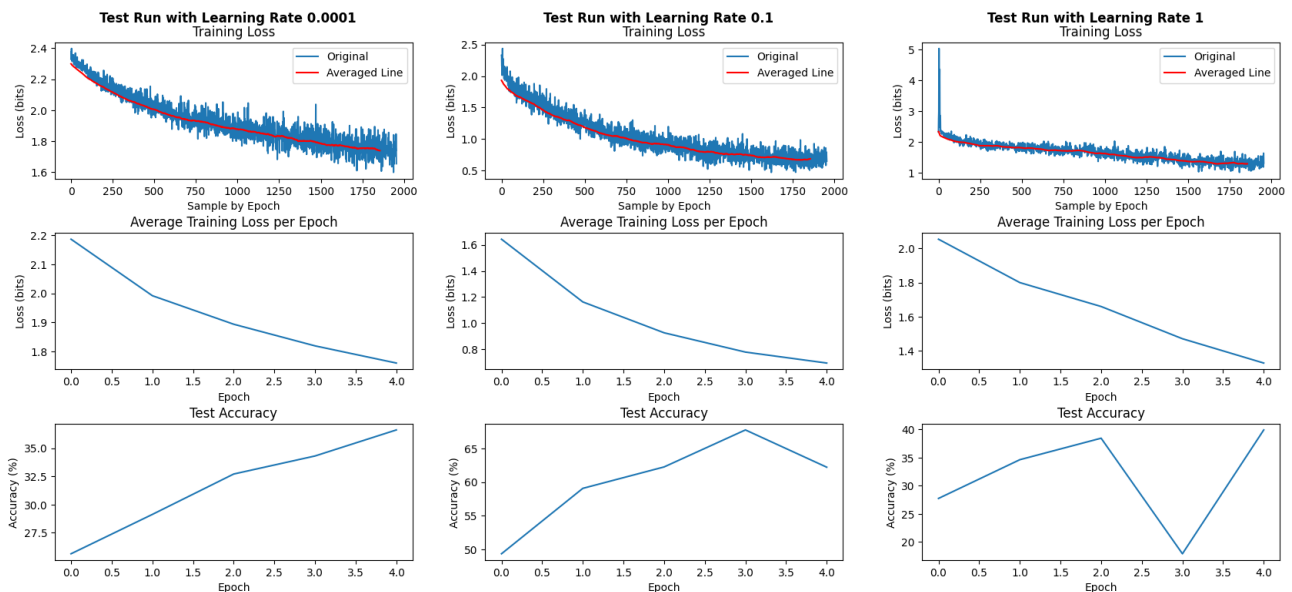 Test Run with Learning Rate 0.0001
Training Loss
2.4
2.2
2.0
1.8
1.6
Loss (bits)
Original
Averaged Line
0 250 500 750 1000 1250 1500 1750 2000
Sample by Epoch
Average Training Loss per Epoch
2.2
2.1
2.0
1.9
1.8
Loss (bits)
0.0 0.5 1.0 1.5 2.0 2.5 3.0 3.5 4.0
Epoch
Test Accuracy
35.0
32.5
30.0
27.5
Accuracy (%)
0.0 0.5 1.0 1.5 2.0 2.5 3.0 3.5 4.0
Epoch
Test Run with Learning Rate 0.1
Training Loss
2.5
2.0
1.5
1.0
0.5
Loss (bits)
Original
Averaged Line
0 250 500 750 1000 1250 1500 1750 2000
Sample by Epoch
Average Training Loss per Epoch
1.6
1.4
1.2
1.0
0.8
Loss (bits)
0.0 0.5 1.0 1.5 2.0 2.5 3.0 3.5 4.0
Epoch
Test Accuracy
65
60
55
50
Accuracy (%)
0.0 0.5 1.0 1.5 2.0 2.5 3.0 3.5 4.0
Epoch
Test Run with Learning Rate 1
Training Loss
5
4
3
2
1
Loss (bits)
Original
Averaged Line
0 250 500 750 1000 1250 1500 1750 2000
Sample by Epoch
Average Training Loss per Epoch
2.0
1.8
1.6
1.4
Loss (bits)
0.0 0.5 1.0 1.5 2.0 2.5 3.0 3.5 4.0
Epoch
Test Accuracy
40
35
30
25
20
Accuracy (%)
0.0 0.5 1.0 1.5 2.0 2.5 3.0 3.5 4.0
Epoch